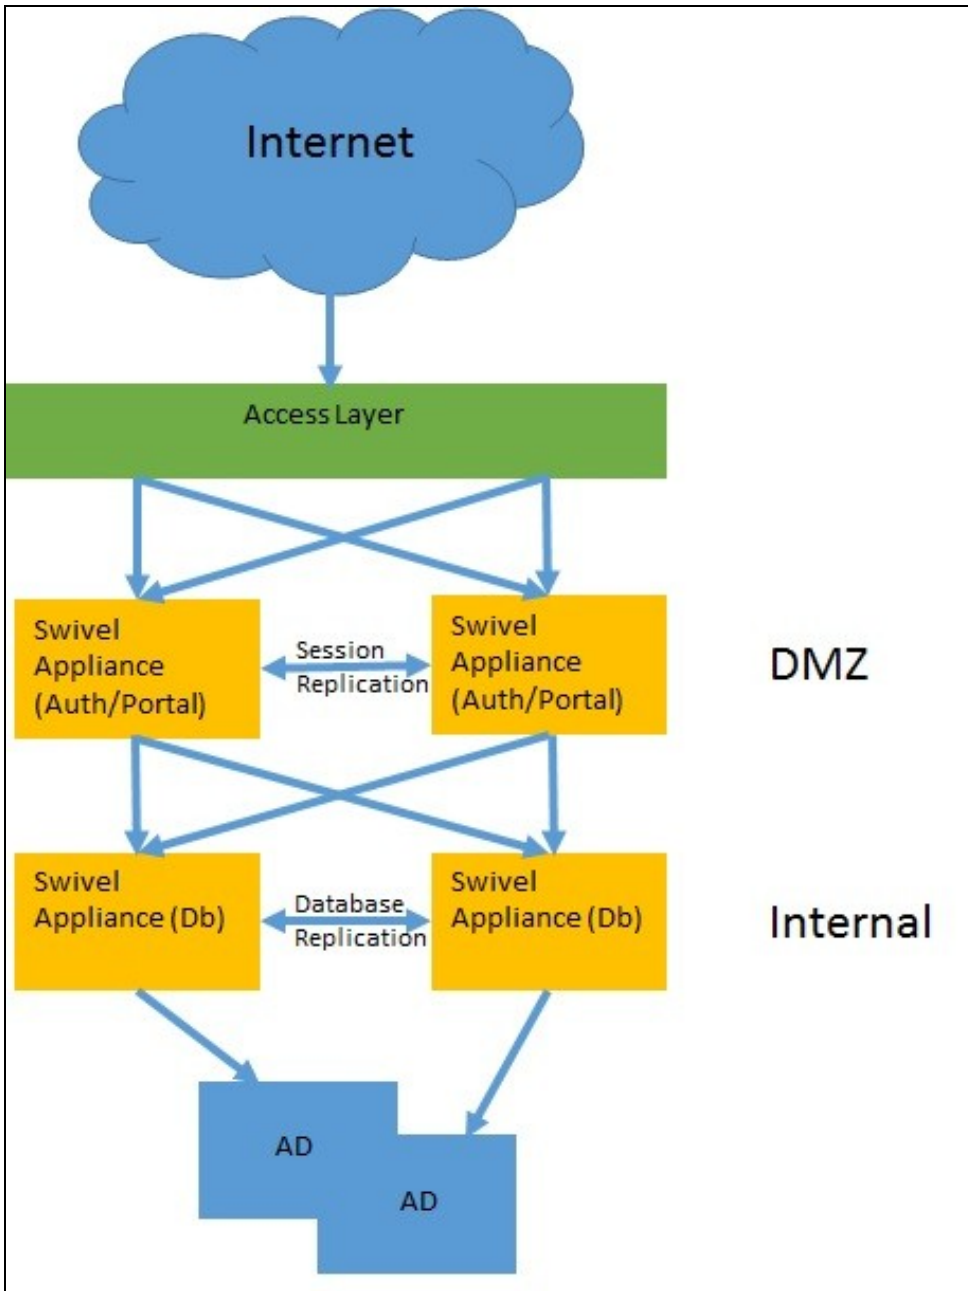 Internet
Access Layer
Swivel
Appliance
(Auth/Portal)
Session
Replication
Swivel
Appliance
(Auth/Portal)
DMZ
Swivel
Appliance (Db)
Database
Replication
Swivel
Appliance (Db)
Internal
AD
AD